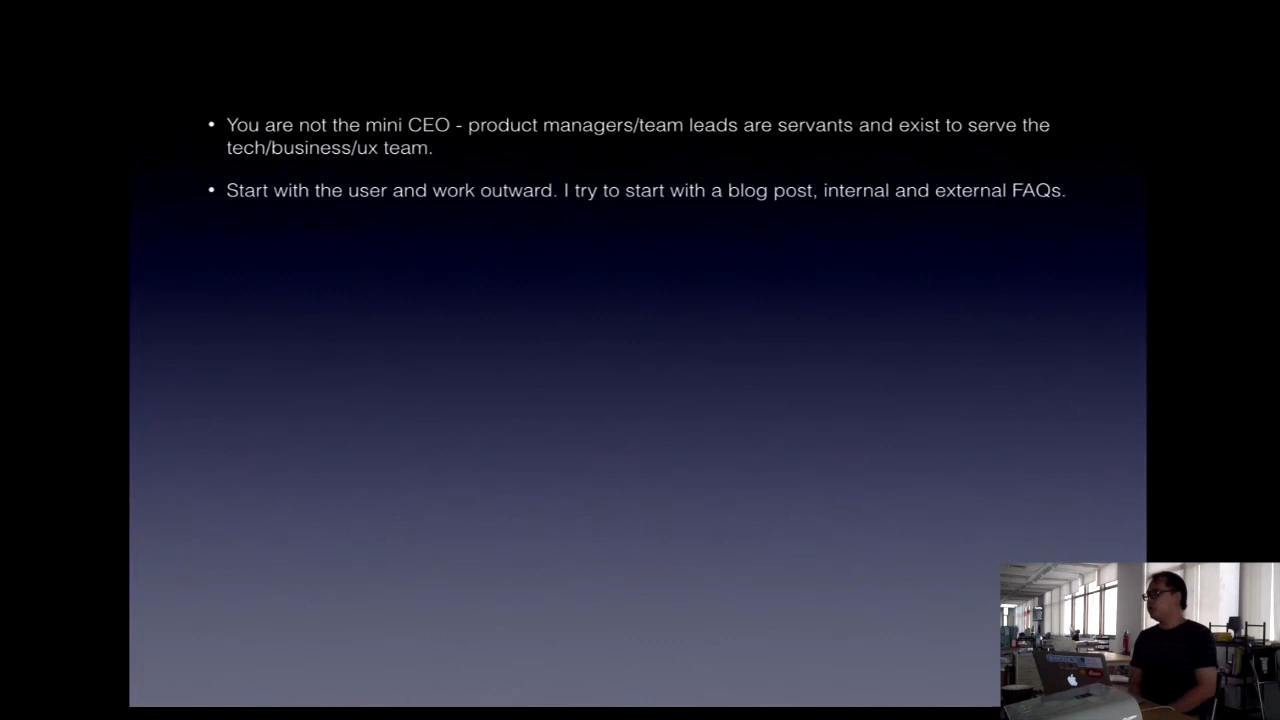 • You are not the mini CEO - product managers/team leads are servants and exist to serve the
tech/business/ux team.
• Start with the user and work outward. I try to start with a blog post, internal and external FAQs.